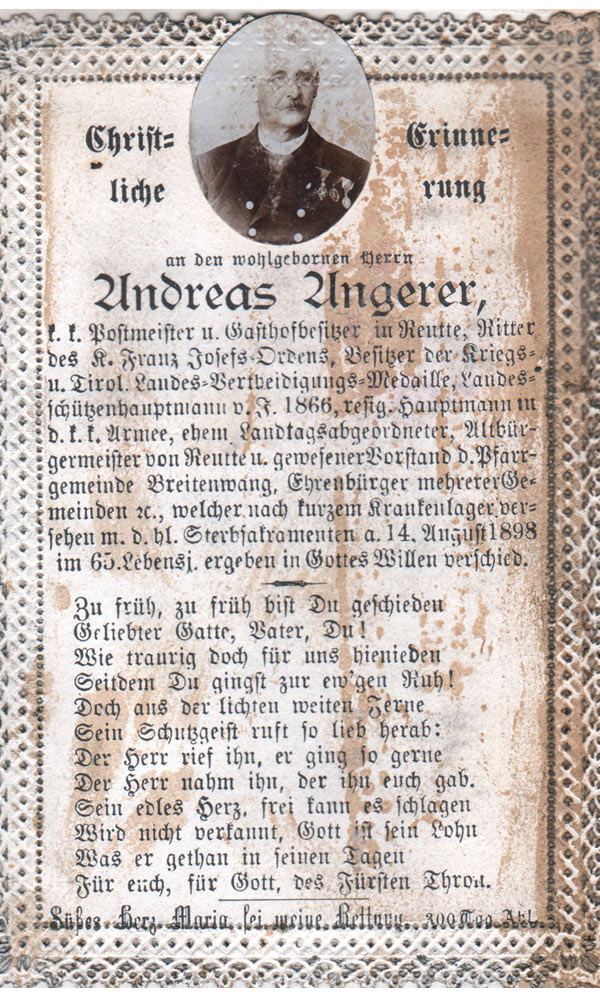 Christ- Erinne-
liche rung
an den wohlgebornen Herrn
Andreas Angerer,
k. k. Postmeister u. Gasthofbesitzer in Reutte, Ritter
des K. Franz Josefs-Ordens, Besitzer der Kriegs-
u. Tirol. Landes-Vertheidigungs-Medaille, Landes-
schützenhauptmann v. J. 1866, resig. Hauptmann in
d. k. k. Armee, ehem. Landtagsabgeordneter, Altbür-
germeister von Reutte u. gewesener Vorstand d. Pfarr-
gemeinde Breitenwang, Ehrenbürger mehrerer Ge-
meinden ꝛc., welcher nach kurzem Krankenlager, ver-
sehen m. d. hl. Sterbsakramenten a. 14. August 1898
im 65. Lebensj. ergeben in Gottes Willen verschied.
Zu früh, zu früh bist Du geschieden
Geliebter Gatte, Vater, Du!
Wie traurig doch für uns hienieden
Seitdem Du gingst zur ew'gen Ruh!
Doch aus der lichten weiten Ferne
Sein Schutzgeist ruft so lieb herab:
Der Herr rief ihn, er ging so gerne
Der Herr nahm ihn, der ihn euch gab.
Sein edles Herz, frei kann es schlagen
Wird nicht verkannt, Gott ist sein Lohn
Was er gethan in seinen Tagen
Für euch, für Gott, des Fürsten Thron.
Süßes Herz Maria sei meine Rettung 300 Tag Abl.